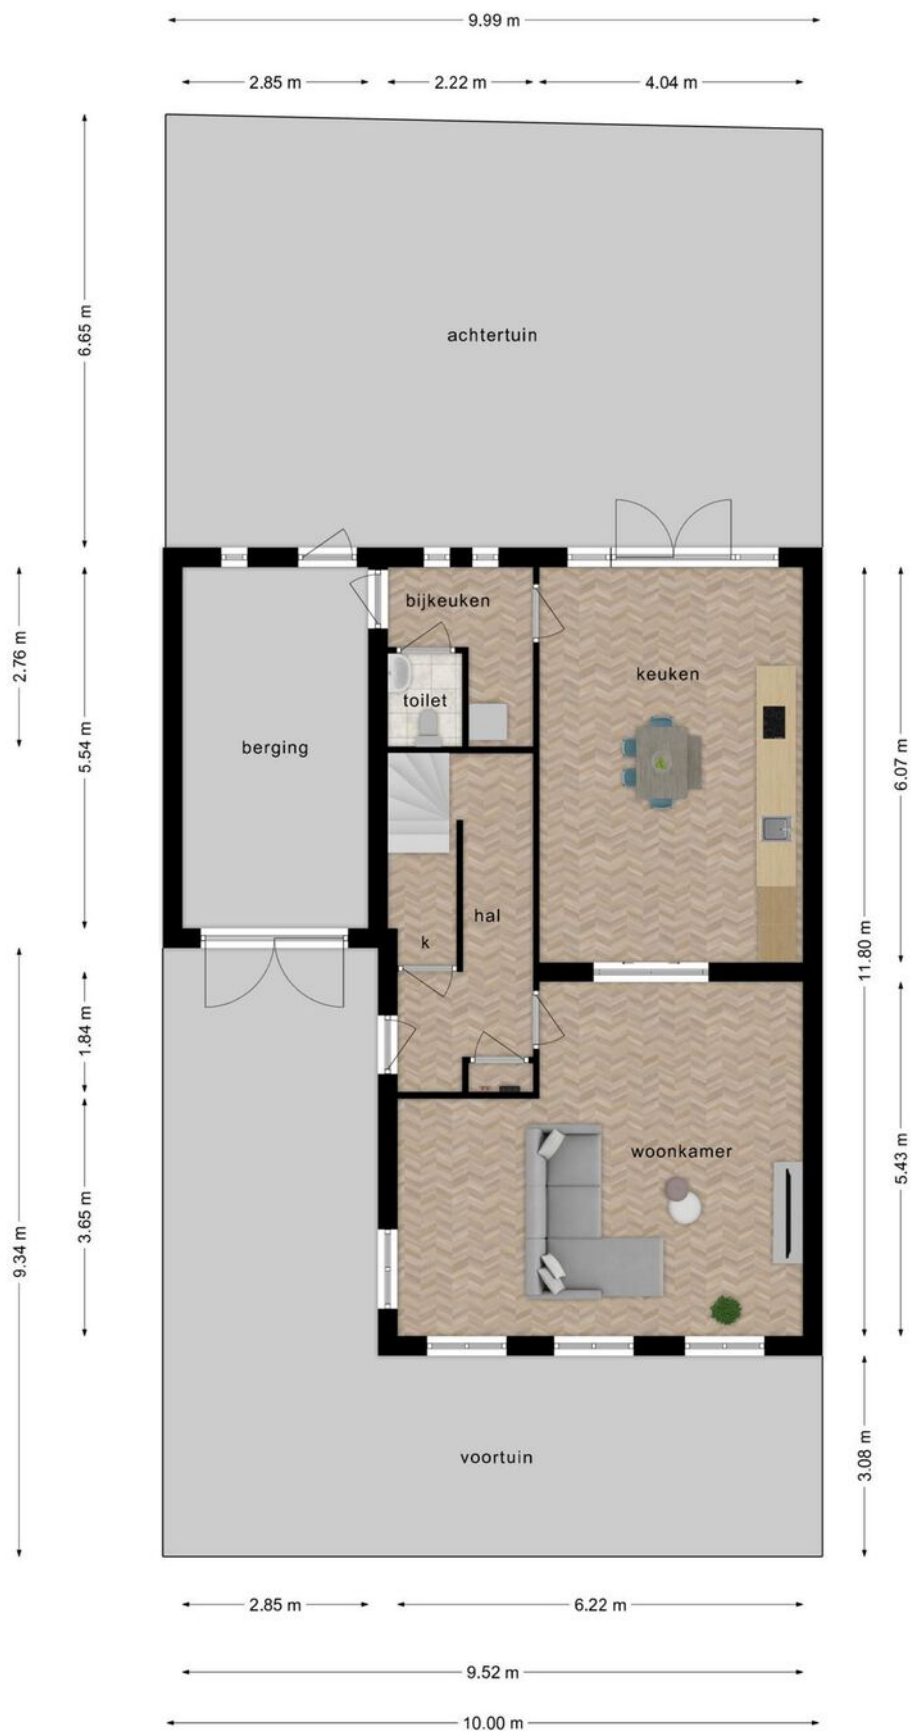 9.99 m
2.85 m
2.22 m
4.04 m
6.65 m
achtertuin
2.76 m
5.54 m
bijkeuken
toilet
keuken
berging
6.07 m
hal
k
11.80 m
1.84 m
woonkamer
5.43 m
3.65 m
9.34 m
voortuin
3.08 m
2.85 m
6.22 m
9.52 m
10.00 m